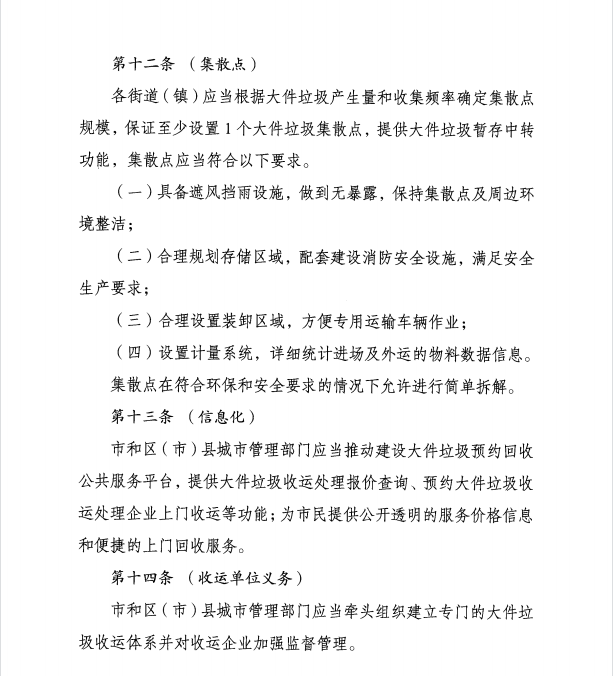 第十二条 （集散点）
各街道（镇）应当根据大件垃圾产生量和收集频率确定集散点
规模，保证至少设置1个大件垃圾集散点，提供大件垃圾暂存中转
功能，集散点应当符合以下要求。
（一）具备遮风挡雨设施，做到无暴露，保持集散点及周边环
境整洁；
（二）合理规划存储区域，配套建设消防安全设施，满足安全
生产要求；
（三）合理设置装卸区域，方便专用运输车辆作业；
（四）设置计量系统，详细统计进场及外运的物料数据信息。
集散点在符合环保和安全要求的情况下允许进行简单拆解。
第十三条 （信息化）
市和区（市）县城市管理部门应当推动建设大件垃圾预约回收
公共服务平台，提供大件垃圾收运处理报价查询、预约大件垃圾收
运处理企业上门收运等功能；为市民提供公开透明的服务价格信息
和便捷的上门回收服务。
第十四条 （收运单位义务）
市和区（市）县城市管理部门应当牵头组织建立专门的大件垃
圾收运体系并对收运企业加强监督管理。